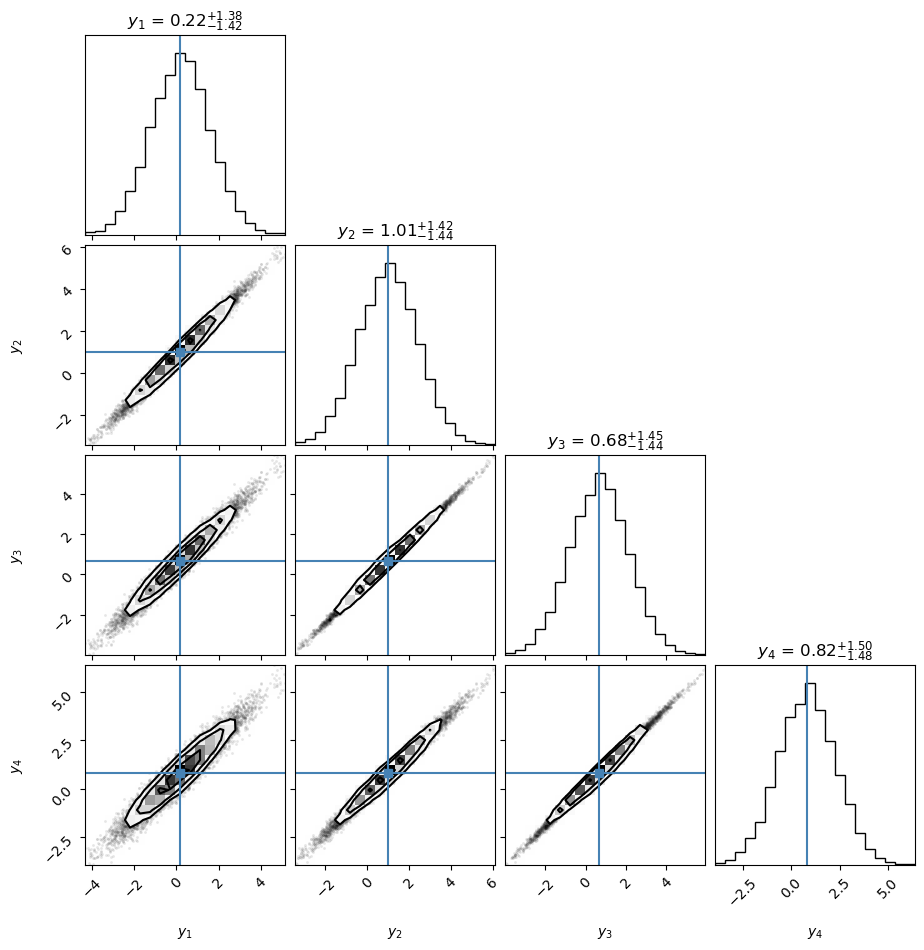 y1 = 0.22+1.38−1.42
y2 = 1.01+1.42−1.44
6
4
2
0
−2
y2
y3 = 0.68+1.45−1.44
4
2
0
−2
y3
y4 = 0.82+1.50−1.48
5.0
2.5
0.0
−2.5
y4
−4 −2 0 2 4
−2 0 2 4 6
−2 0 2 4
−2.5 0.0 2.5 5.0
y1 y2 y3 y4